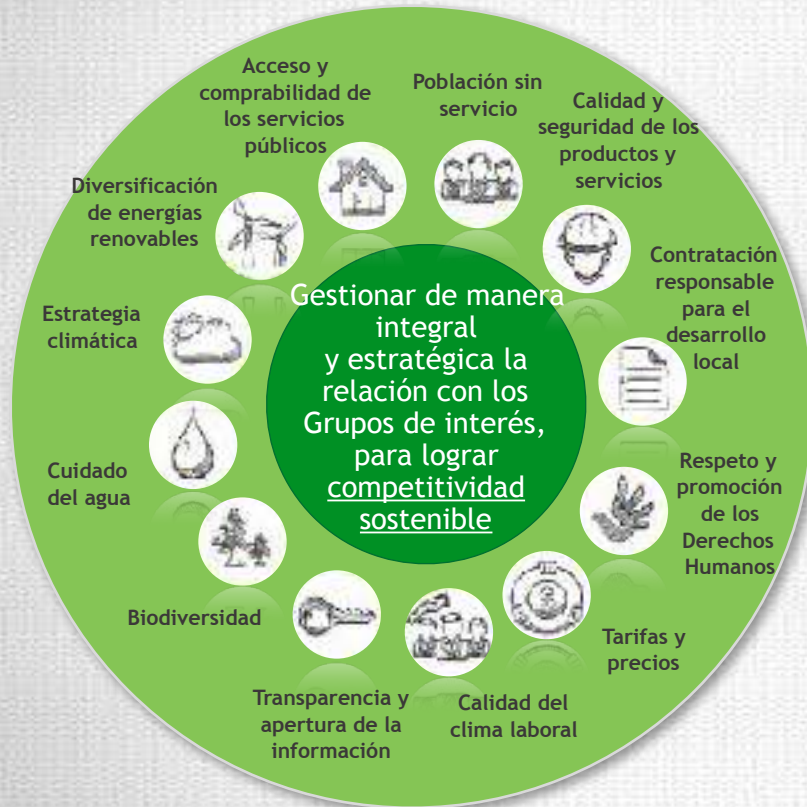 Acceso y
comprabilidad de
los servicios
públicos
Población sin
servicio
Calidad y
seguridad de los
productos y
servicios
Contratación
responsable
para el
desarrollo
local
Respeto y
promoción
de los
Derechos
Humanos
Tarifas y
precios
Calidad del
clima laboral
Transparencia y
apertura de la
información
Biodiversidad
Cuidado
del agua
Estrategia
climática
Diversificación
de energías
renovables
Gestionar de manera
integral
y estratégica la
relación con los
Grupos de interés,
para lograr
competitividad
sostenible